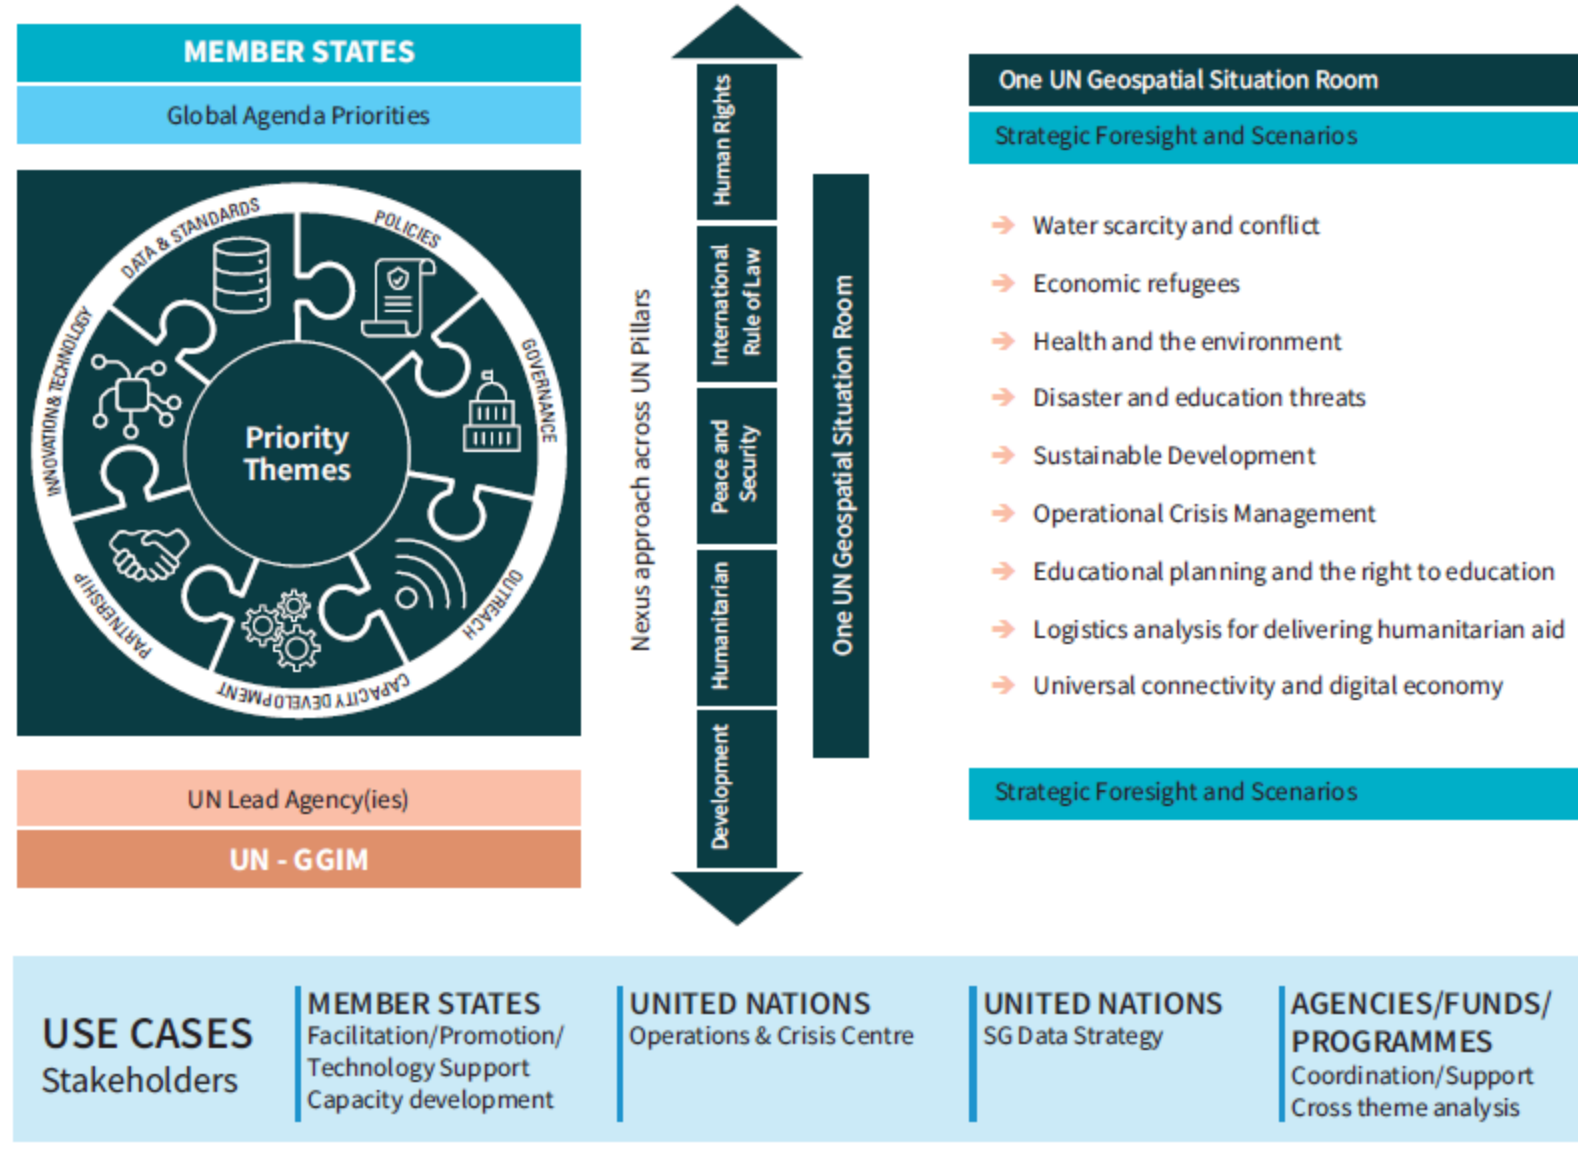 MEMBER STATES
Global Agenda Priorities
DATA & STANDARDS
POLICIES
GOVERNANCE
OUTREACH
CAPACITY DEVELOPMENT
PARTNERSHIP
INNOVATION & TECHNOLOGY
Priority
Themes
UN Lead Agency(ies)
UN - GGIM
Nexus approach across UN Pillars
Human Rights
International
Rule of Law
Peace and
Security
Humanitarian
Development
One UN Geospatial Situation Room
One UN Geospatial Situation Room
Strategic Foresight and Scenarios
Water scarcity and conflict
Economic refugees
Health and the environment
Disaster and education threats
Sustainable Development
Operational Crisis Management
Educational planning and the right to education
Logistics analysis for delivering humanitarian aid
Universal connectivity and digital economy
Strategic Foresight and Scenarios
USE CASES
Stakeholders
MEMBER STATES
Facilitation/Promotion/
Technology Support
Capacity development
UNITED NATIONS
Operations & Crisis Centre
UNITED NATIONS
SG Data Strategy
AGENCIES/FUNDS/
PROGRAMMES
Coordination/Support
Cross theme analysis